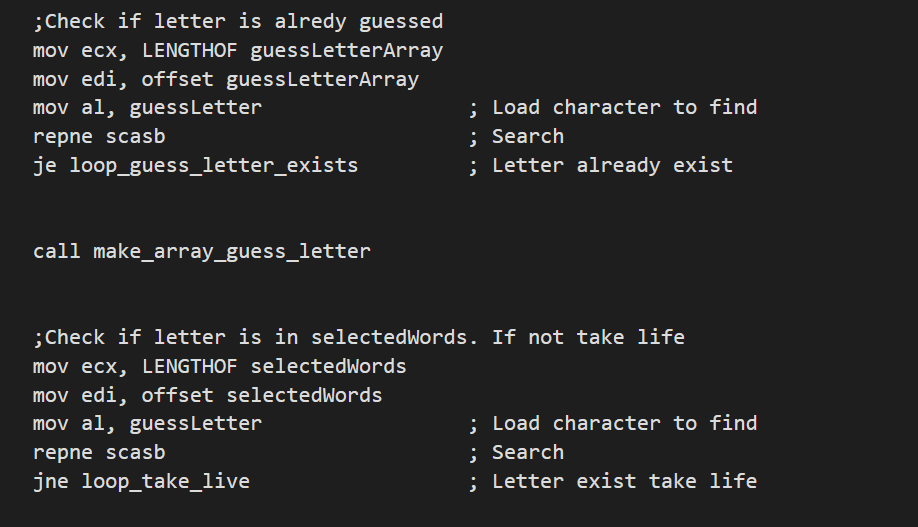 ;Check if letter is alredy guessed
mov ecx, LENGTHOF guessLetterArray
mov edi, offset guessLetterArray
mov al, guessLetter ; Load character to find
repne scasb ; Search
je loop_guess_letter_exists ; Letter already exist
call make_array_guess_letter
;Check if letter is in selectedWords. If not take life
mov ecx, LENGTHOF selectedWords
mov edi, offset selectedWords
mov al, guessLetter ; Load character to find
repne scasb ; Search
jne loop_take_live ; Letter exist take life